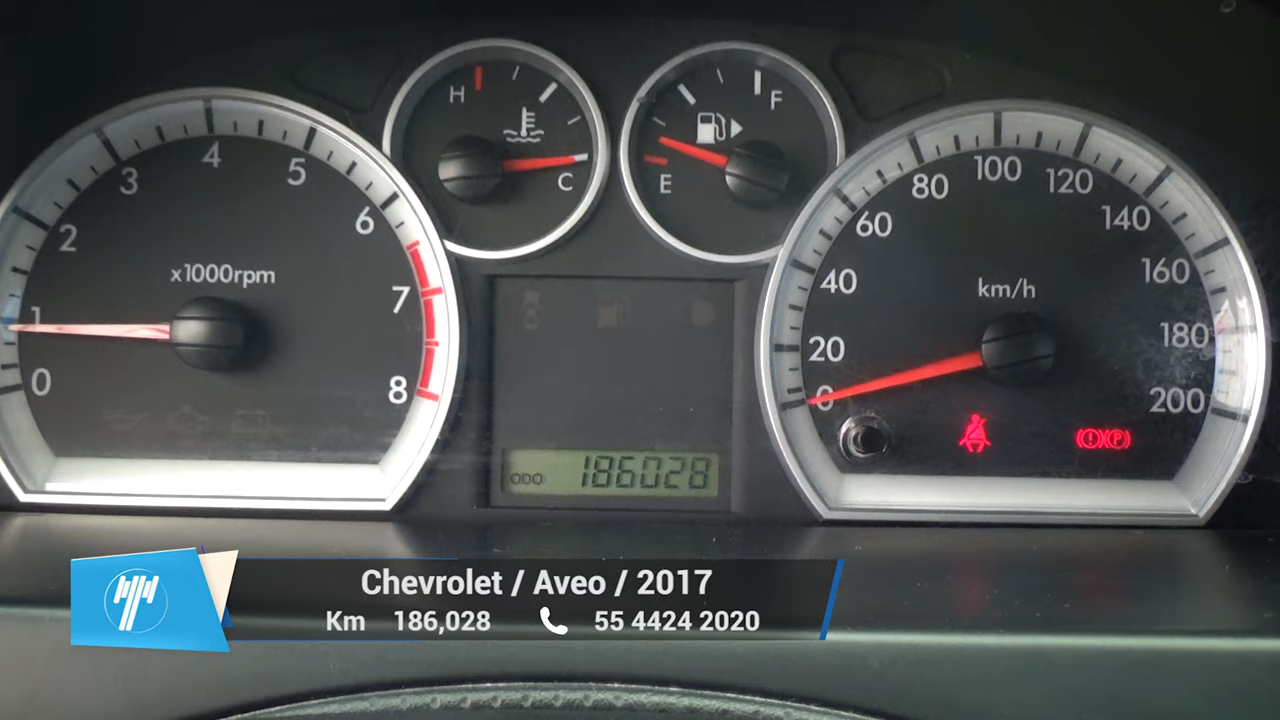 H
C
F
E
0
1
2
3
4
5
6
7
8
x1000rpm
0
20
40
60
80
100
120
140
160
180
200
km/h
ODO 186028
Chevrolet / Aveo / 2017
Km 186,028 55 4424 2020